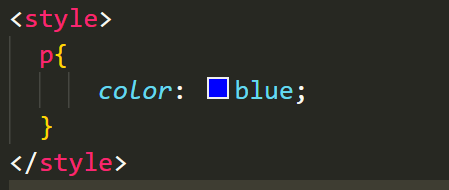 <style>
p{
color: blue;
}
</style>